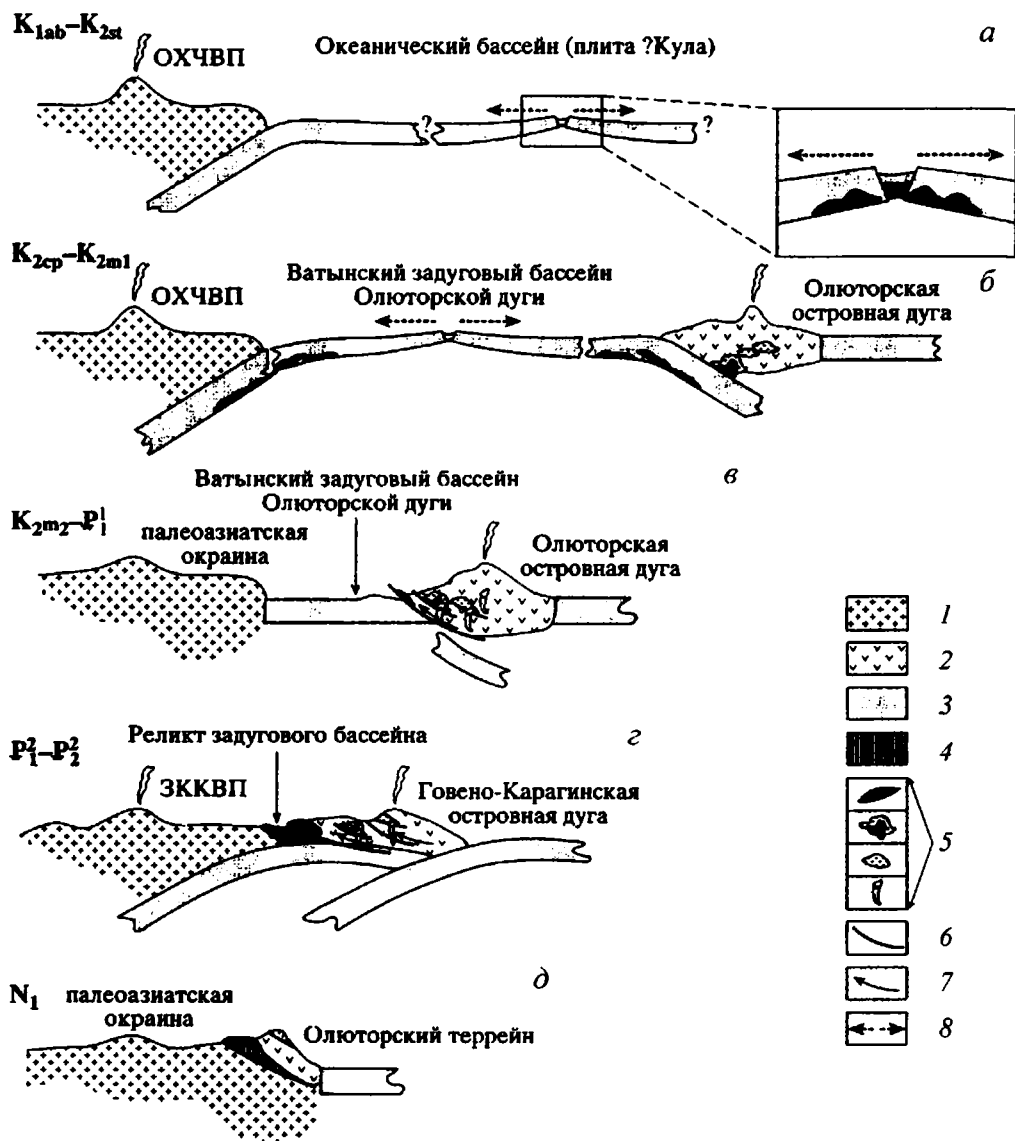 K1ab–K2st
ОХЧВП
Океанический бассейн (плита ?Кула)
а
?
?
K2cp–K2m1
ОХЧВП
Ватынский задуговый бассейн
Олюторской дуги
б
Олюторская
островная дуга
K2m2–P₁¹
Ватынский задуговый бассейн
Олюторской дуги
в
палеоазиатская
окраина
Олюторская
островная дуга
P₁²–P₂²
Реликт задугового бассейна
г
ЗККВП
Говено-Карагинская
островная дуга
N₁
палеоазиатская
окраина
д
Олюторский террейн
1
2
3
4
5
6
7
8